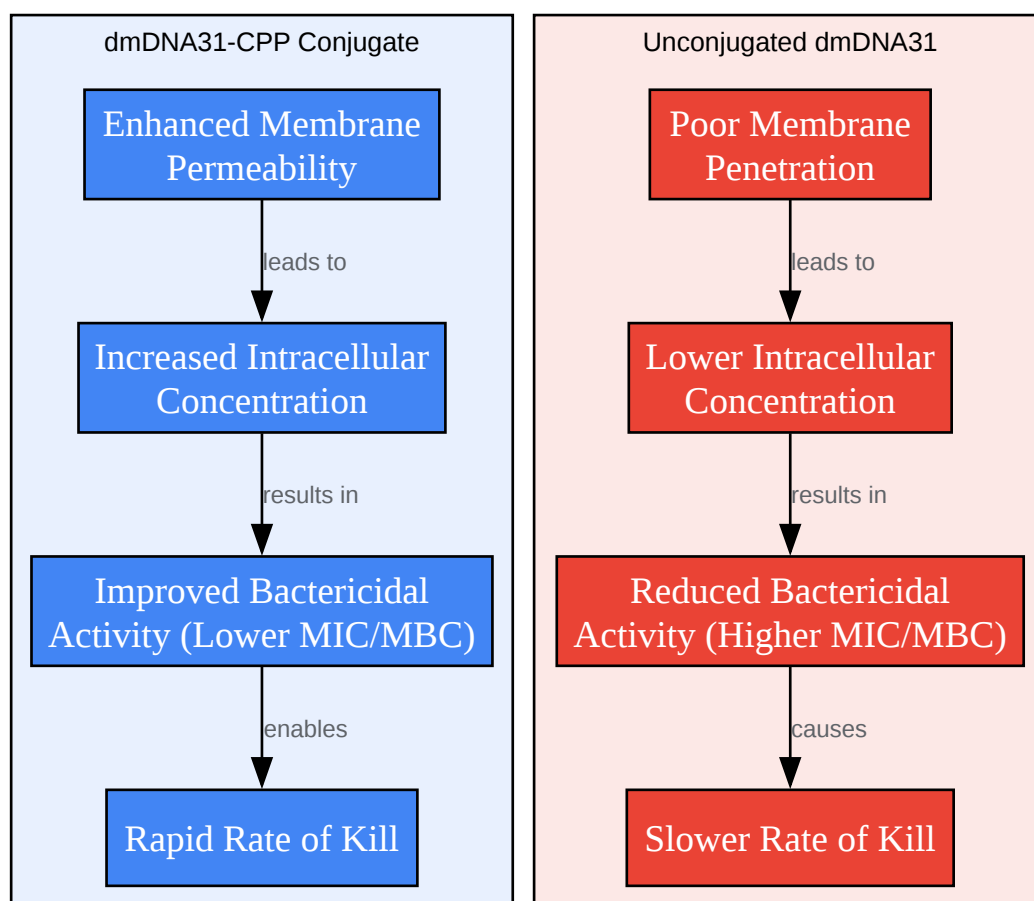 dmDNA31-CPP Conjugate
Enhanced Membrane
Permeability
leads to
Increased Intracellular
Concentration
results in
Improved Bactericidal
Activity (Lower MIC/MBC)
enables
Rapid Rate of Kill
Unconjugated dmDNA31
Poor Membrane
Penetration
leads to
Lower Intracellular
Concentration
results in
Reduced Bactericidal
Activity (Higher MIC/MBC)
causes
Slower Rate of Kill